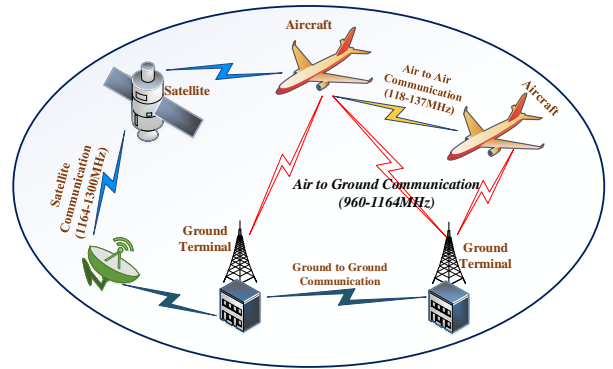 Aircraft
Satellite
Air to Air
Communication
(118-137MHz)
Aircraft
Satellite
Communication
(1164-1300MHz)
Air to Ground Communication
(960-1164MHz)
Ground
Terminal
Ground to Ground
Communication
Ground
Terminal